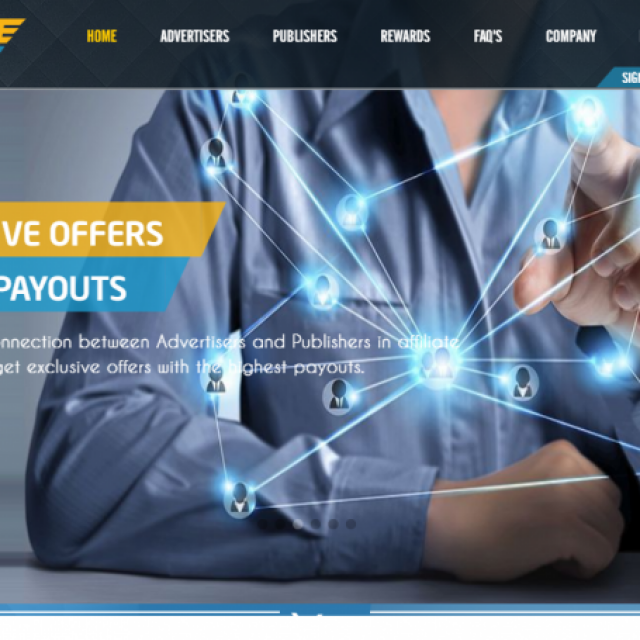 E
HOME ADVERTISERS PUBLISHERS REWARDS FAQ'S COMPANY
SIG
VE OFFERS
PAYOUTS
nnection between Advertisers and Publishers in affiliate
get exclusive offers with the highest payouts.